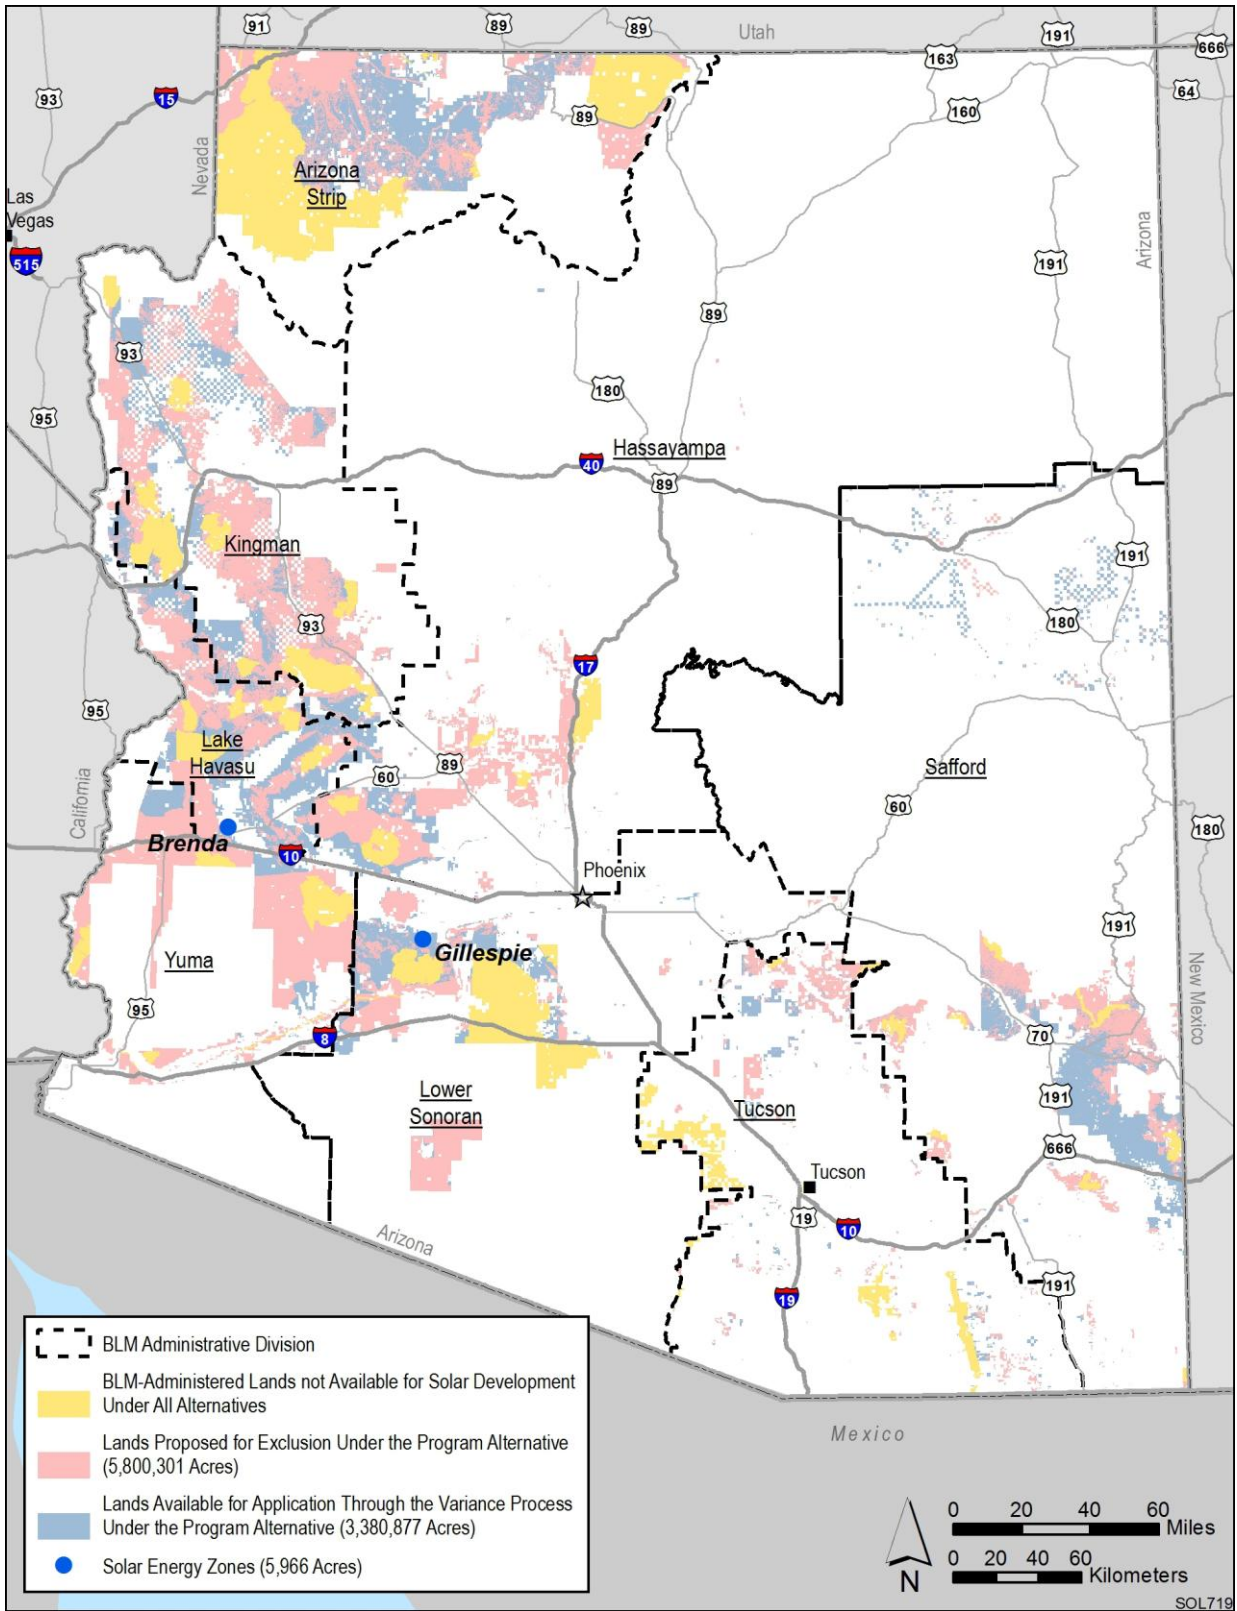 91
89
89
Utah
191
666
163
93
15
64
160
89
Nevada
Arizona
Strip
Las
Vegas
Arizona
515
191
89
93
180
95
Hassayampa
40
89
Kingman
191
93
180
17
95
Lake
Havasu
89
60
Safford
California
60
180
Brenda
10
Phoenix
191
Gillespie
Yuma
New Mexico
95
8
70
Lower
Sonoran
191
Tucson
666
Tucson
19
10
Arizona
191
19
BLM Administrative Division
BLM-Administered Lands not Available for Solar Development
Under All Alternatives
Lands Proposed for Exclusion Under the Program Alternative
(5,800,301 Acres)
Lands Available for Application Through the Variance Process
Under the Program Alternative (3,380,877 Acres)
Solar Energy Zones (5,966 Acres)
Mexico
N
0 20 40 60
Miles
0 20 40 60
Kilometers
SOL719